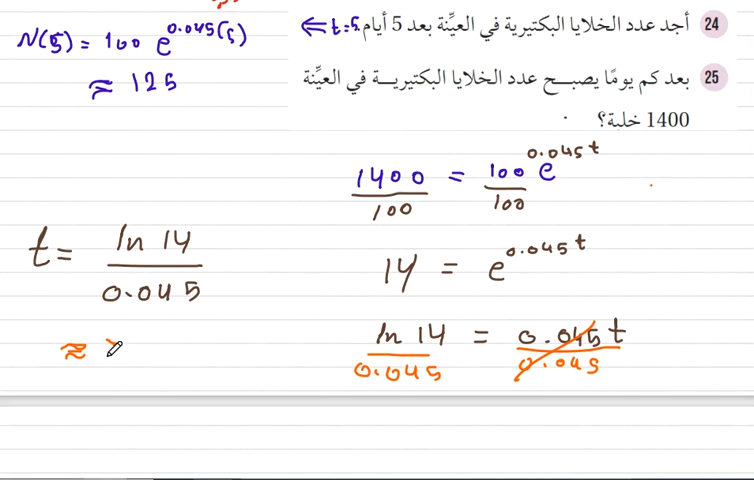 24 أجد عدد الخلايا البكتيرية في العيِّنة بعد 5 أيام. ⇐ t=5
N(5) = 100 e^0.045(5)
≈ 125
25 بعد كم يومًا يصبح عدد الخلايا البكتيرية في العيِّنة
1400 خلية؟
1400/100 = 100/100 e^0.045t
14 = e^0.045t
ln 14/0.045 = 0.045t/0.045
t = ln 14/0.045
≈